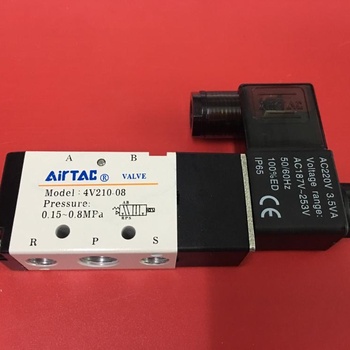 A B
AirTAC ® VALVE
Model: 4V210-08
Pressure:
0.15~0.8MPa
R P S
AC220V 3.5VA
Voltage range:
AC187V~253V
50/60Hz
100%ED
IP65
CE